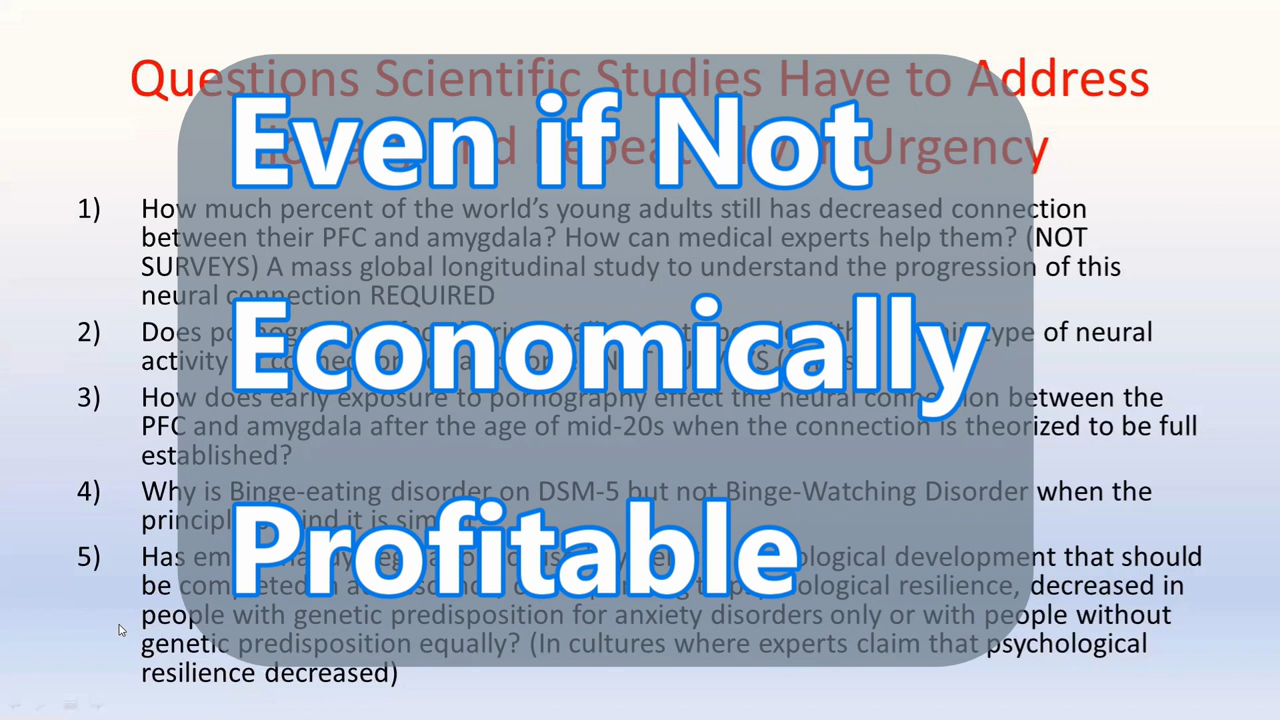 Questions Scientific Studies Have to Address
Urgency
Even if Not
Economically
Profitable
1) How much percent of the world's young adults still has decreased connection
between their PFC and amygdala? How can medical experts help them? (NOT
SURVEYS) A mass global longitudinal study to understand the progression of this
neural connection REQUIRED
2) Does type of neural
activity
3) How does early exposure to pornography effect the neural connection between the
PFC and amygdala after the age of mid-20s when the connection is theorized to be full
established?
4) Why is Binge-eating disorder on DSM-5 but not Binge-Watching Disorder when the
it is
5) Has development that should
be resilience, decreased in
people with genetic predisposition for anxiety disorders only or with people without
genetic predisposition equally? (In cultures where experts claim that psychological
resilience decreased)